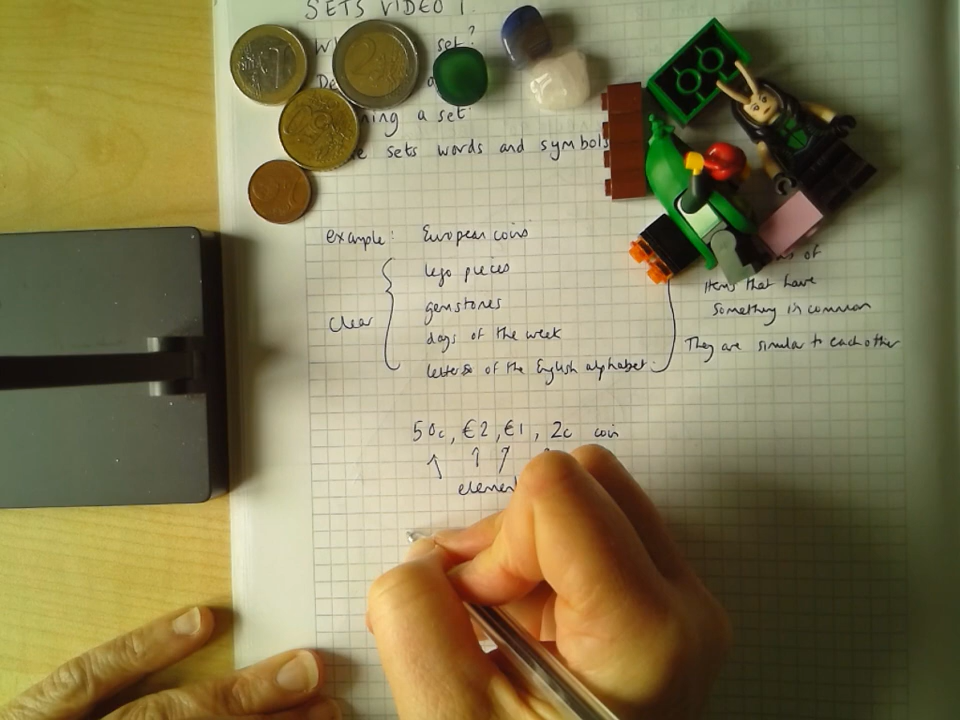 SETS VIDEO 1.
set?
a
a set
sets words and symbols
example: European coins
lego pieces
gemstones
clear
days of the week
letters of the English alphabet
of
items that have
something in common
They are similar to each other
50c, €2, €1, 2c coin